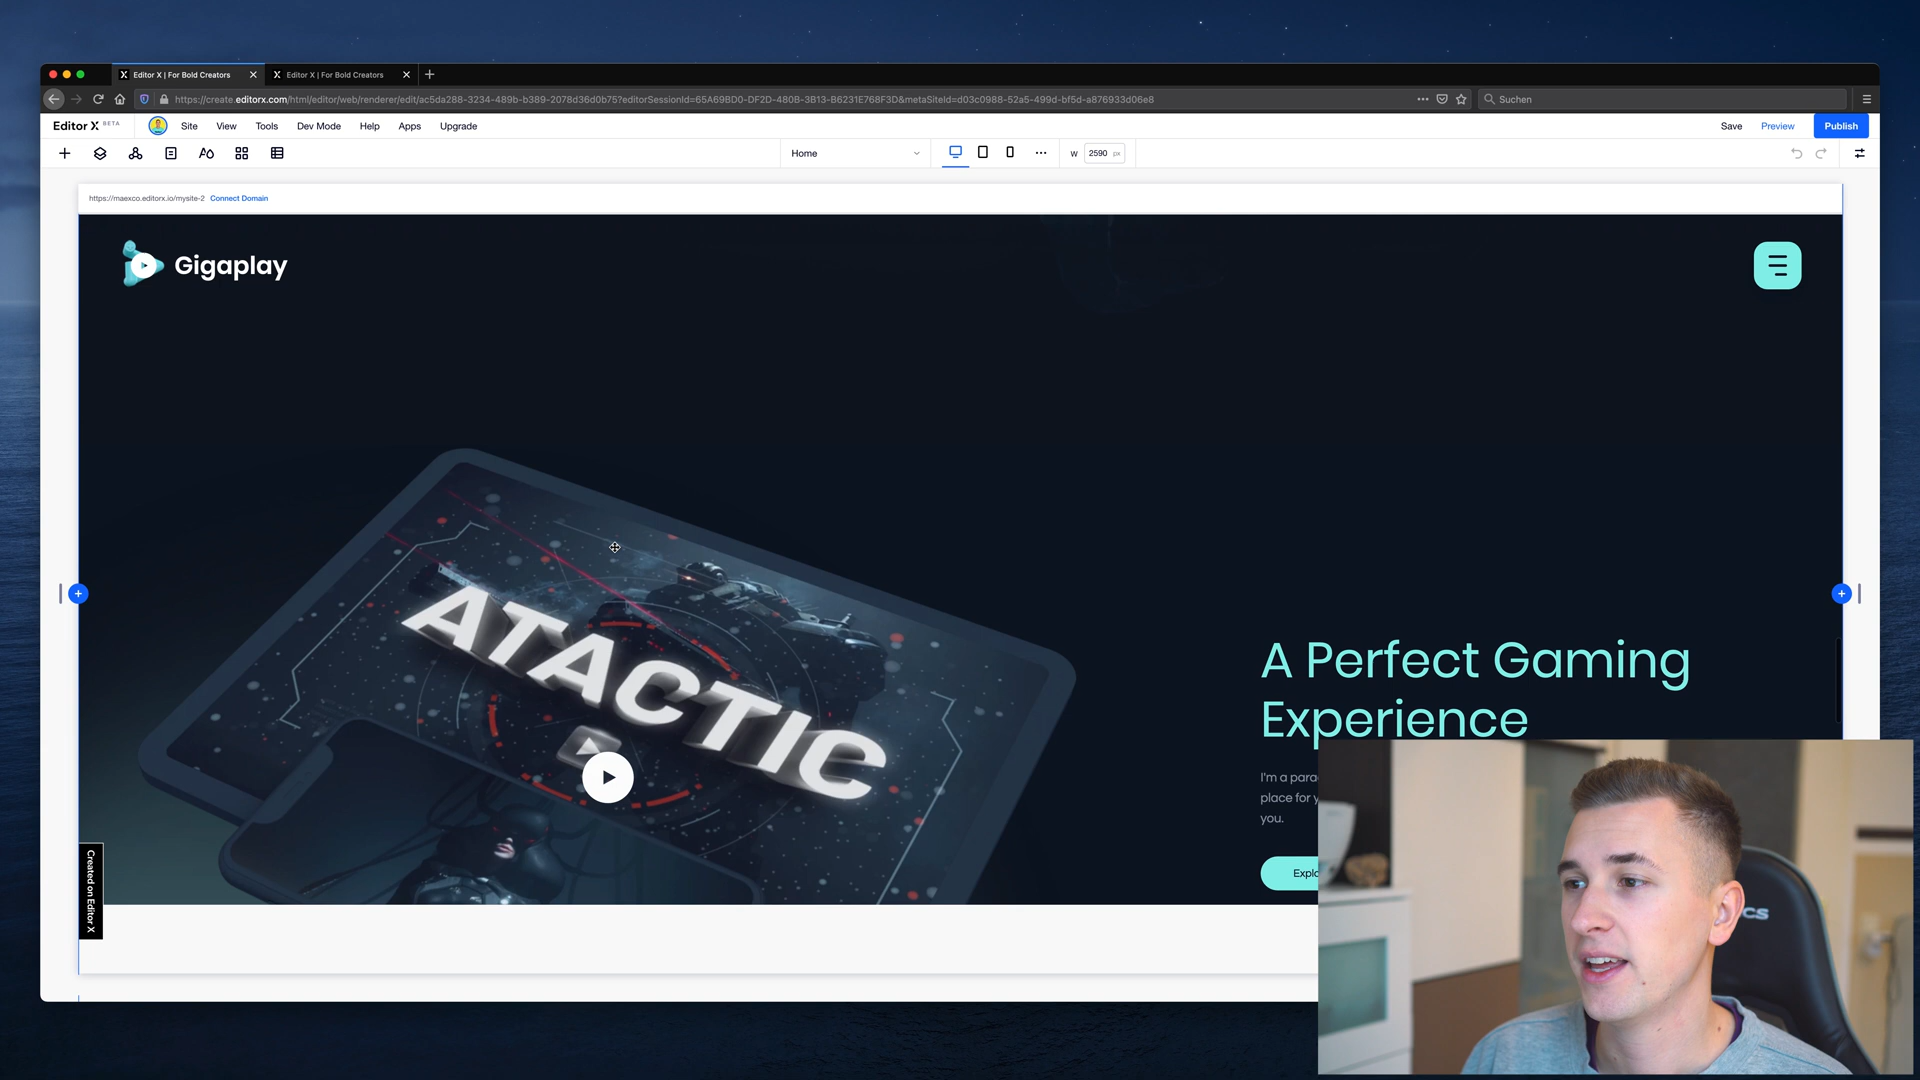 Editor X | For Bold Creators
Editor X | For Bold Creators
https://create.editorx.com/html/editor/web/renderer/edit/ac5da288-3234-489b-b389-2078d36d0b75?editorSessionId=65A69BD0-DF2D-480B-3B13-B6231E768F3D&metaSiteId=d03c0988-52a5-499d-bf5d-a876933d06e8
Suchen
Editor X BETA
Site
View
Tools
Dev Mode
Help
Apps
Upgrade
Save
Preview
Publish
Home
W
2590 px
https://maexco.editorx.io/mysite-2 Connect Domain
Gigaplay
ATACTIC
A Perfect Gaming
Experience
I'm a para
place for y
you.
Explo
Created on Editor X
CS